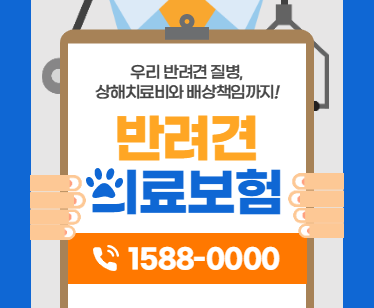 우리 반려견 질병,
상해치료비와 배상책임까지!
반려견
의료보험
1588-0000